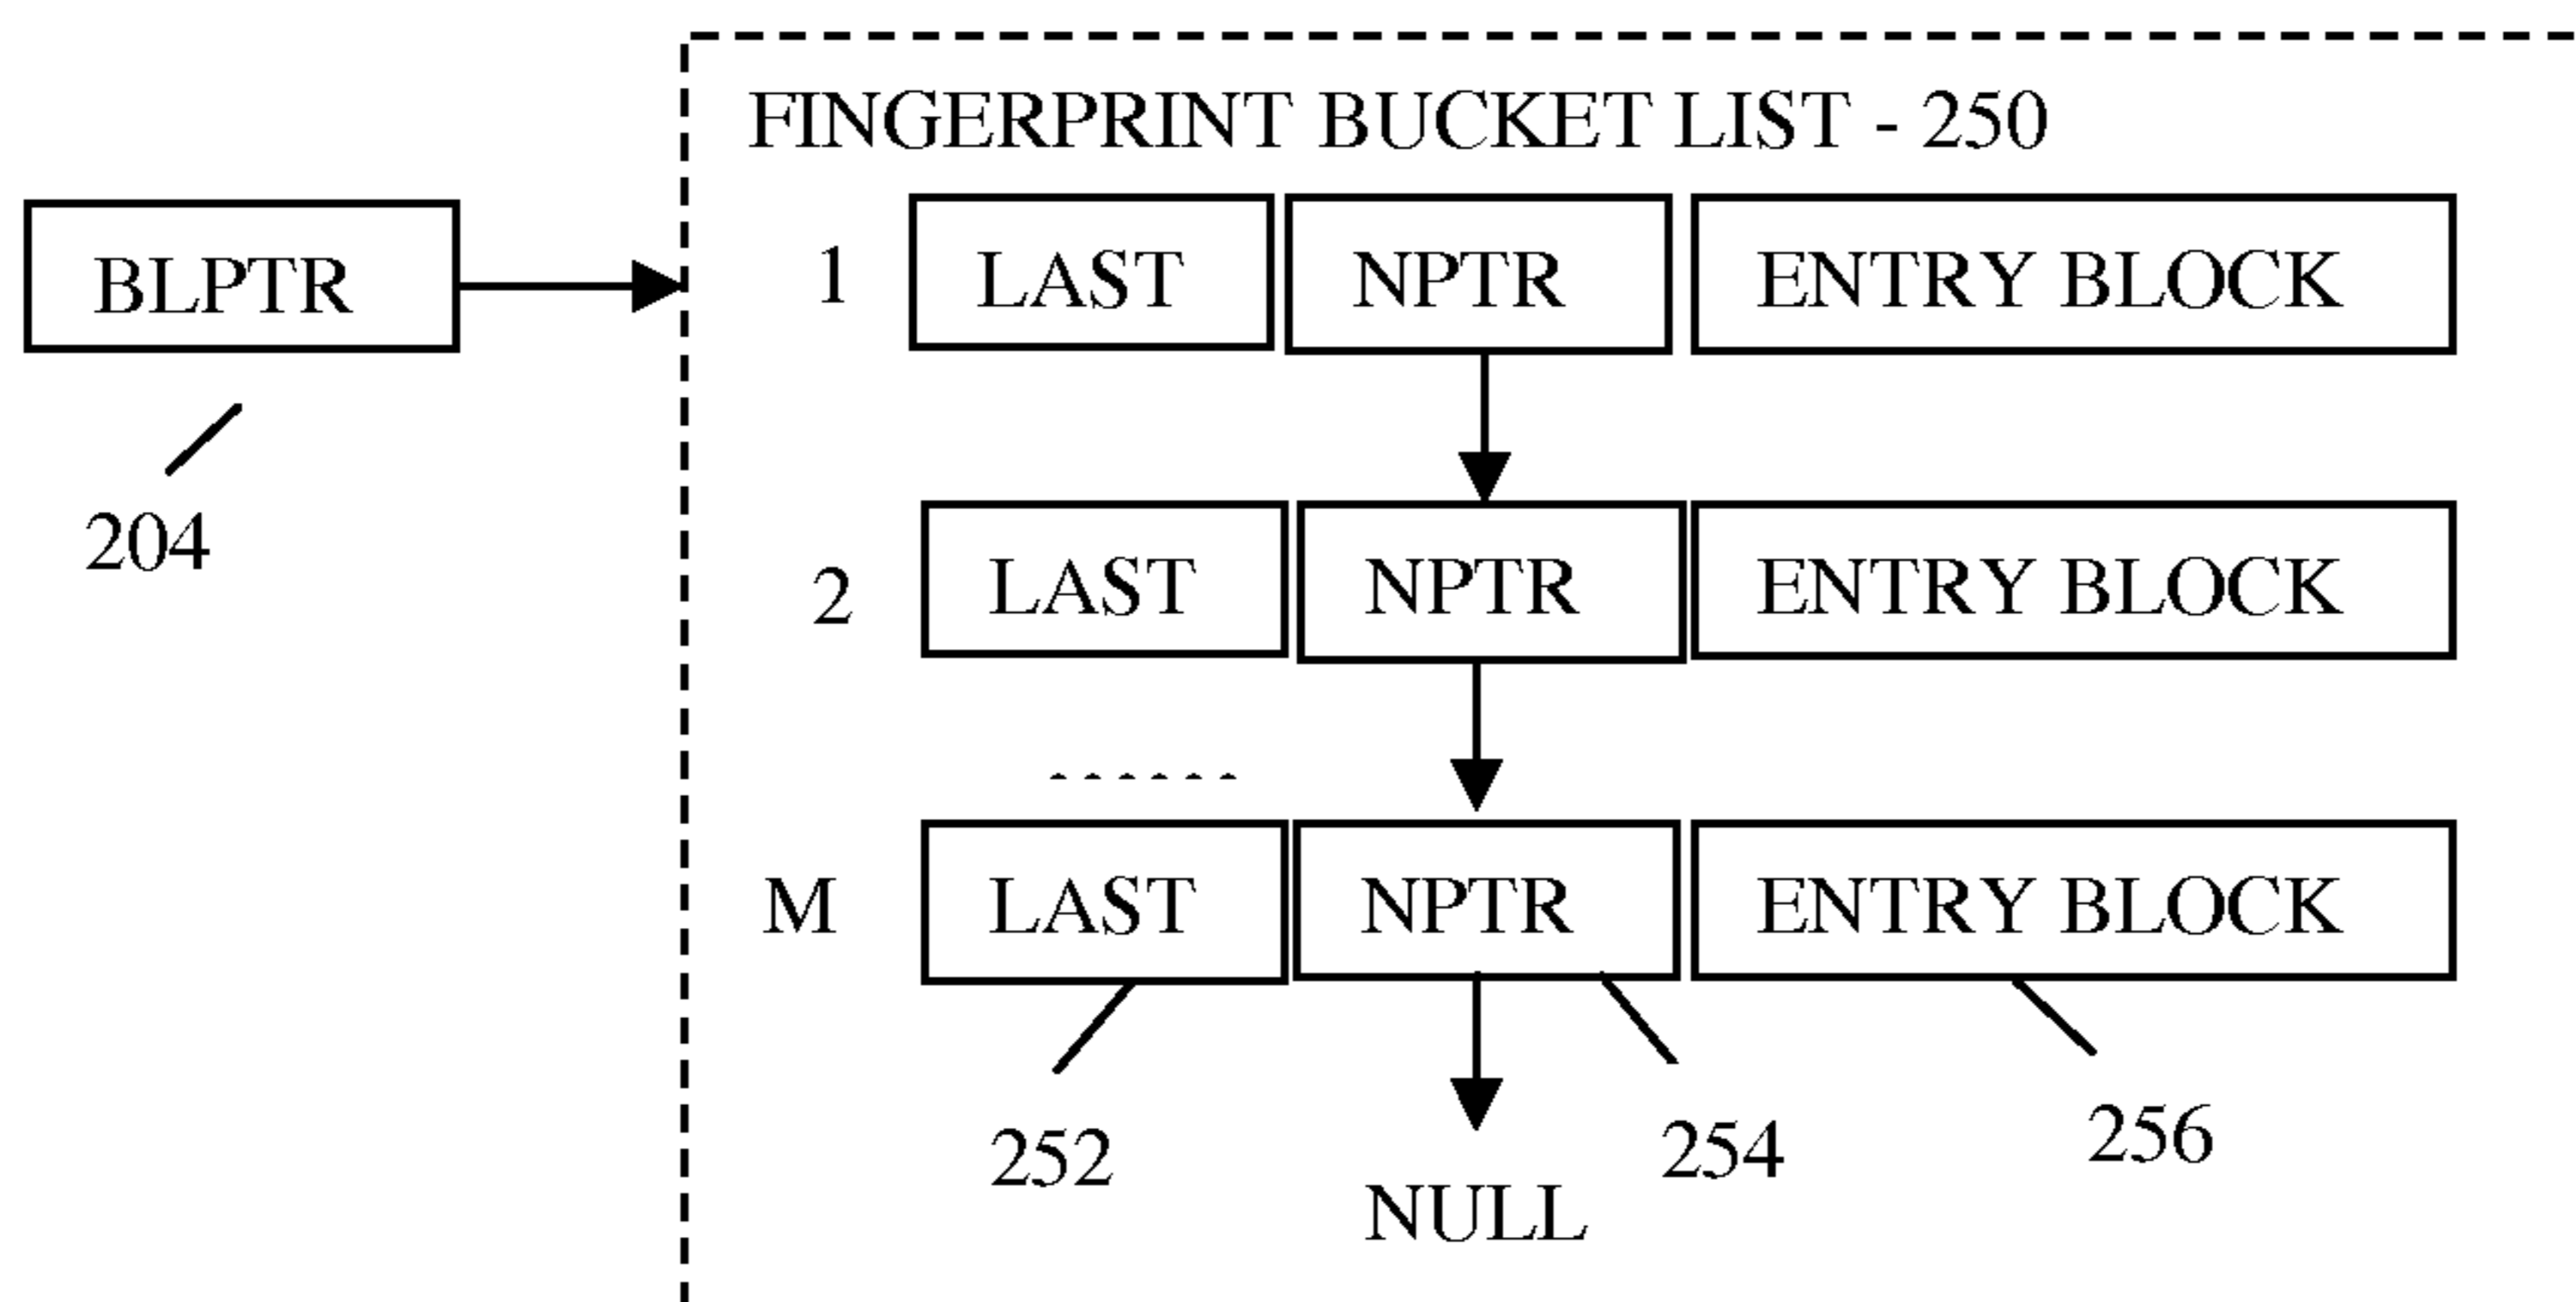 FINGERPRINT BUCKET LIST - 250
BLPTR
204
1 LAST NPTR ENTRY BLOCK
2 LAST NPTR ENTRY BLOCK
......
M LAST NPTR ENTRY BLOCK
252 254 256
NULL